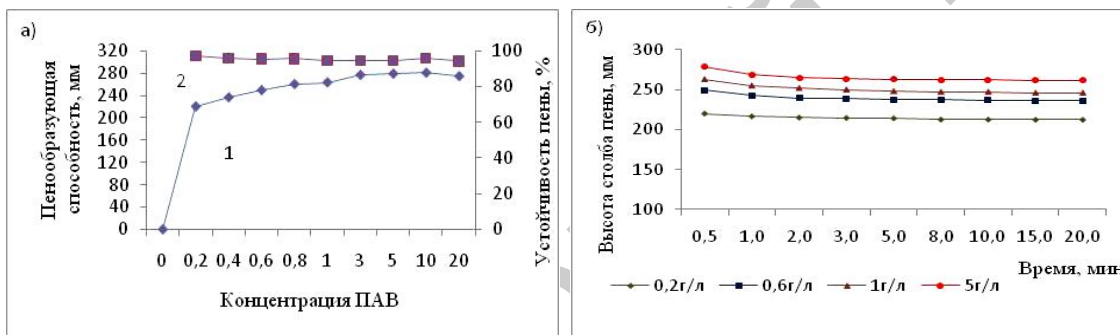 а)
Пенообразующая
способность, мм
320
280
240
200
160
120
80
40
0
2
1
100
80
60
40
20
0
Устойчивость пены, %
0 0,2 0,4 0,6 0,8 1 3 5 10 20
Концентрация ПАВ
б)
Высота столба пены, мм
300
250
200
150
100
0,5 1,0 2,0 3,0 5,0 8,0 10,0 15,0 20,0
Время, мин
0,2г/л 0,6г/л 1г/л 5г/л